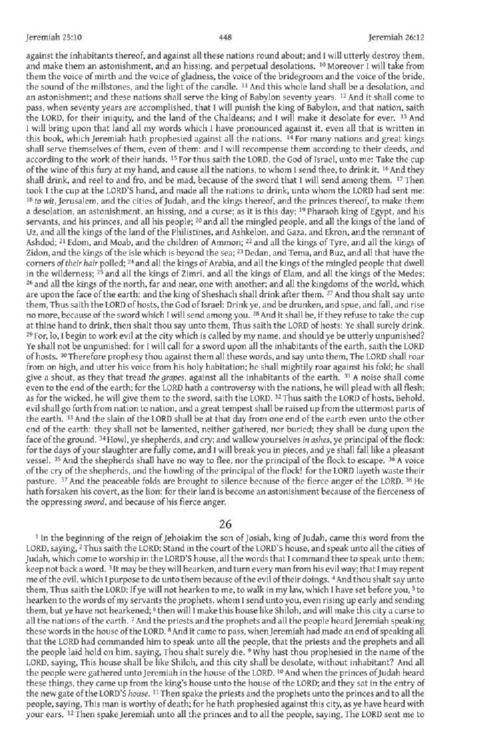 Jeremiah 25:10 448 Jeremiah 26:12
against the inhabitants thereof, and against all these nations round about; and I will utterly destroy them,
and make them an astonishment, and an hissing, and perpetual desolations. 10 Moreover I will take from
them the voice of mirth and the voice of gladness, the voice of the bridegroom and the voice of the bride,
the sound of the millstones, and the light of the candle. 11 And this whole land shall be a desolation, and
an astonishment; and these nations shall serve the king of Babylon seventy years. 12 And it shall come to
pass, when seventy years are accomplished, that I will punish the king of Babylon, and that nation, saith
the LORD, for their iniquity, and the land of the Chaldeans; and I will make it desolate for ever. 13 And
I will bring upon that land all my words which I have pronounced against it, even all that is written in
this book, which Jeremiah hath prophesied against all the nations. 14 For many nations and great kings
shall serve themselves of them, even of them: and I will recompense them according to their deeds, and
according to the work of their hands. 15 For thus saith the LORD, the God of Israel, unto me: Take the cup
of the wine of this fury at my hand, and cause all the nations, to whom I send thee, to drink it. 16 And they
shall drink, and reel to and fro, and be mad, because of the sword that I will send among them. 17 Then
took I the cup at the LORD'S hand, and made all the nations to drink, unto whom the LORD had sent me:
18 to wit, Jerusalem, and the cities of Judah, and the kings thereof, and the princes thereof, to make them
a desolation, an astonishment, an hissing, and a curse; as it is this day; 19 Pharaoh king of Egypt, and his
servants, and his princes, and all his people; 20 and all the mingled people, and all the kings of the land of
Uz, and all the kings of the land of the Philistines, and Ashkelon, and Gaza, and Ekron, and the remnant of
Ashdod; 21 Edom, and Moab, and the children of Ammon; 22 and all the kings of Tyre, and all the kings of
Zidon, and the kings of the isle which is beyond the sea; 23 Dedan, and Tema, and Buz, and all that have the
corners of their hair polled; 24 and all the kings of Arabia, and all the kings of the mingled people that dwell
in the wilderness; 25 and all the kings of Zimri, and all the kings of Elam, and all the kings of the Medes;
26 and all the kings of the north, far and near, one with another; and all the kingdoms of the world, which
are upon the face of the earth: and the king of Sheshach shall drink after them. 27 And thou shalt say unto
them, Thus saith the LORD of hosts, the God of Israel: Drink ye, and be drunken, and spue, and fall, and rise
no more, because of the sword which I will send among you. 28 And it shall be, if they refuse to take the cup
at thine hand to drink, then shalt thou say unto them, Thus saith the LORD of hosts: Ye shall surely drink.
29 For, lo, I begin to work evil at the city which is called by my name, and should ye be utterly unpunished?
Ye shall not be unpunished: for I will call for a sword upon all the inhabitants of the earth, saith the LORD
of hosts. 30 Therefore prophesy thou against them all these words, and say unto them, The LORD shall roar
from on high, and utter his voice from his holy habitation; he shall mightily roar against his fold; he shall
give a shout, as they that tread the grapes, against all the inhabitants of the earth. 31 A noise shall come
even to the end of the earth; for the LORD hath a controversy with the nations, he will plead with all flesh;
as for the wicked, he will give them to the sword, saith the LORD. 32 Thus saith the LORD of hosts, Behold,
evil shall go forth from nation to nation, and a great tempest shall be raised up from the uttermost parts of
the earth. 33 And the slain of the LORD shall be at that day from one end of the earth even unto the other
end of the earth: they shall not be lamented, neither gathered, nor buried; they shall be dung upon the
face of the ground. 34 Howl, ye shepherds, and cry; and wallow yourselves in ashes, ye principal of the flock:
for the days of your slaughter are fully come, and I will break you in pieces, and ye shall fall like a pleasant
vessel. 35 And the shepherds shall have no way to flee, nor the principal of the flock to escape. 36 A voice
of the cry of the shepherds, and the howling of the principal of the flock! for the LORD layeth waste their
pasture. 37 And the peaceable folds are brought to silence because of the fierce anger of the LORD. 38 He
hath forsaken his covert, as the lion: for their land is become an astonishment because of the fierceness of
the oppressing sword, and because of his fierce anger.
26
1 In the beginning of the reign of Jehoiakim the son of Josiah, king of Judah, came this word from the
LORD, saying, 2 Thus saith the LORD: Stand in the court of the LORD'S house, and speak unto all the cities of
Judah, which come to worship in the LORD'S house, all the words that I command thee to speak unto them;
keep not back a word. 3 It may be they will hearken, and turn every man from his evil way; that I may repent
me of the evil, which I purpose to do unto them because of the evil of their doings. 4 And thou shalt say unto
them, Thus saith the LORD: If ye will not hearken to me, to walk in my law, which I have set before you, 5 to
hearken to the words of my servants the prophets, whom I send unto you, even rising up early and sending
them, but ye have not hearkened; 6 then will I make this house like Shiloh, and will make this city a curse to
all the nations of the earth. 7 And the priests and the prophets and all the people heard Jeremiah speaking
these words in the house of the LORD. 8 And it came to pass, when Jeremiah had made an end of speaking all
that the LORD had commanded him to speak unto all the people, that the priests and the prophets and all
the people laid hold on him, saying, Thou shalt surely die. 9 Why hast thou prophesied in the name of the
LORD, saying, This house shall be like Shiloh, and this city shall be desolate, without inhabitant? And all
the people were gathered unto Jeremiah in the house of the LORD. 10 And when the princes of Judah heard
these things, they came up from the king's house unto the house of the LORD; and they sat in the entry of
the new gate of the LORD'S house. 11 Then spake the priests and the prophets unto the princes and to all the
people, saying, This man is worthy of death; for he hath prophesied against this city, as ye have heard with
your ears. 12 Then spake Jeremiah unto all the princes and to all the people, saying, The LORD sent me to